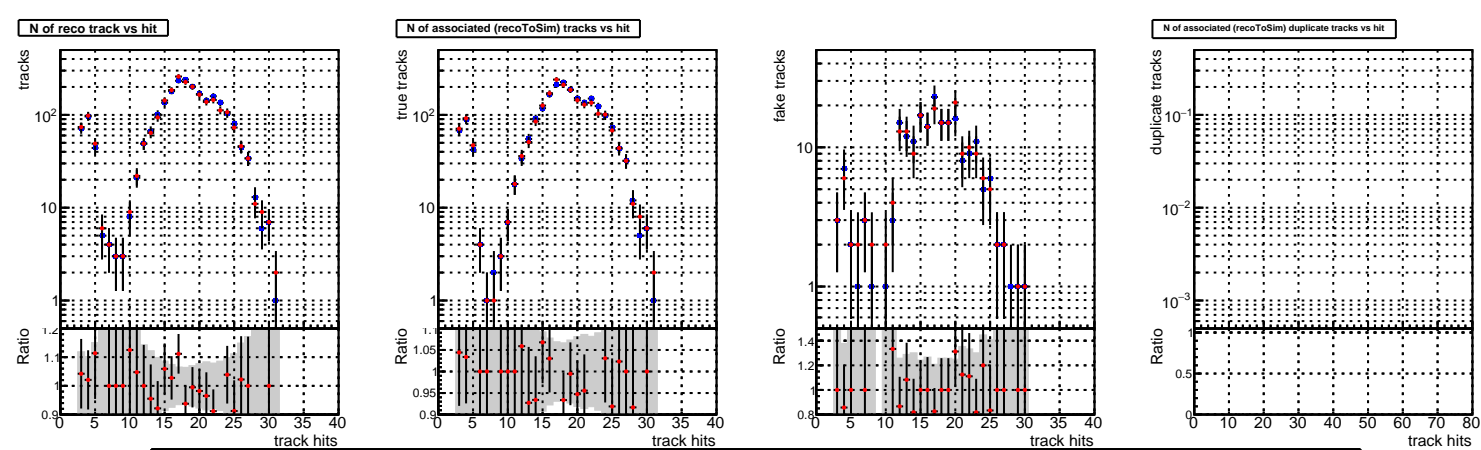 N of reco track vs hit
tracks
10²
10
1
Ratio
1.2
1.1
1
0.9
0 5 10 15 20 25 30 35 40
track hits
N of associated (recoToSim) tracks vs hit
true tracks
10²
10
1
Ratio
1.1
1.05
1
0.95
0.9
0 5 10 15 20 25 30 35 40
track hits
fake tracks
10
1
Ratio
1.4
1.2
1
0.8
0 5 10 15 20 25 30 35 40
track hits
N of associated (recoToSim) duplicate tracks vs hit
duplicate tracks
10⁻¹
10⁻²
10⁻³
Ratio
1
0.5
0
0 10 20 30 40 50 60 70 80
track hits